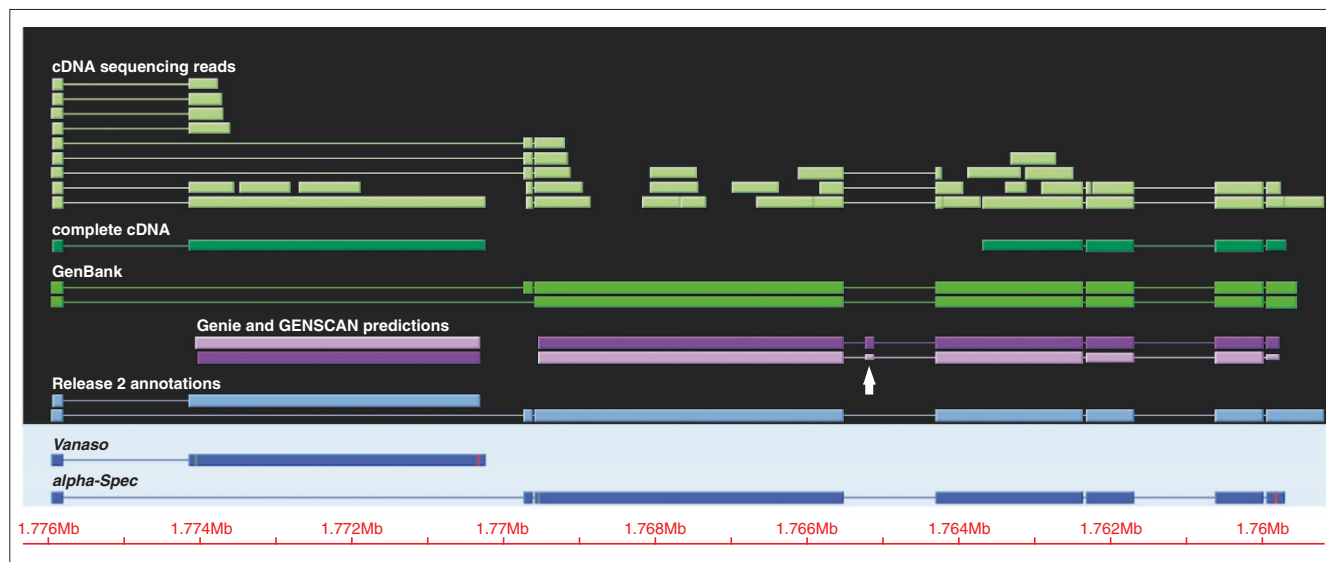 cDNA sequencing reads
complete cDNA
GenBank
Genie and GENSCAN predictions
Release 2 annotations
Vanaso
alpha-Spec
1.776Mb 1.774Mb 1.772Mb 1.77Mb 1.768Mb 1.766Mb 1.764Mb 1.762Mb 1.76Mb